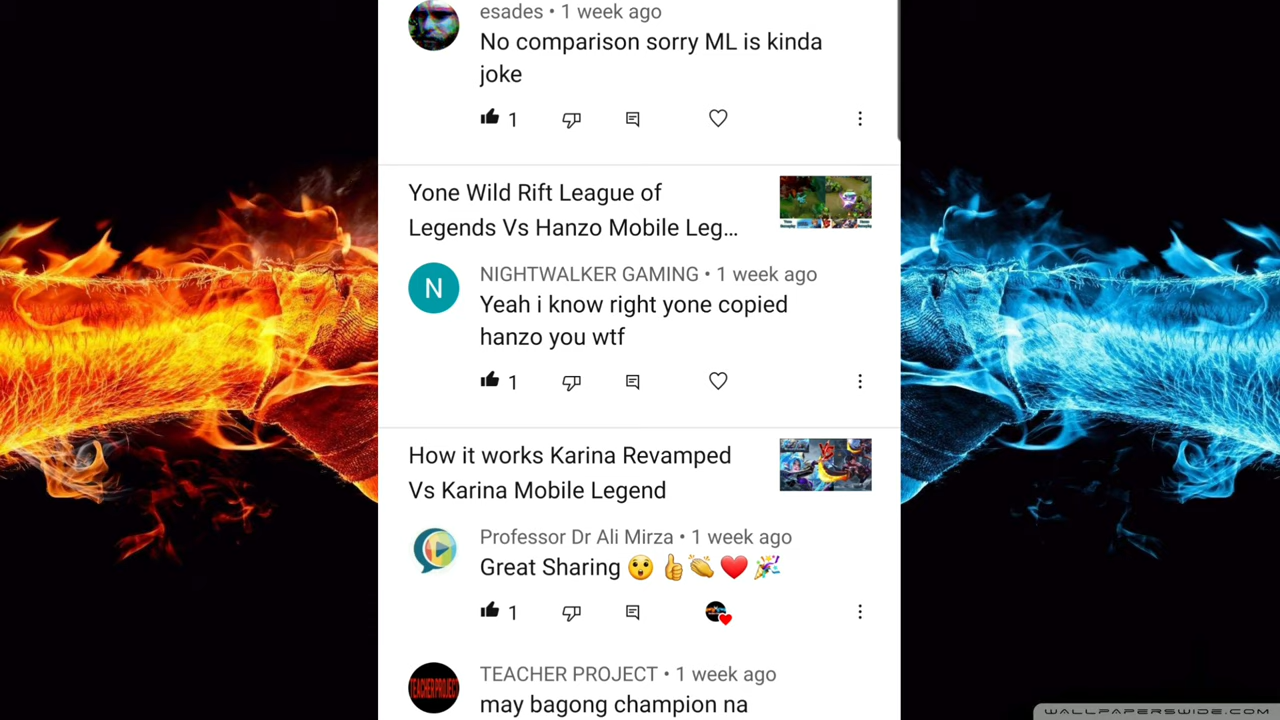 esades • 1 week ago
No comparison sorry ML is kinda
joke
1
Yone Wild Rift League of
Legends Vs Hanzo Mobile Leg...
N
NIGHTWALKER GAMING • 1 week ago
Yeah i know right yone copied
hanzo you wtf
1
How it works Karina Revamped
Vs Karina Mobile Legend
Professor Dr Ali Mirza • 1 week ago
Great Sharing 😲👍👏❤️🎉
1
TEACHER PROJECT
TEACHER PROJECT • 1 week ago
may bagong champion na
WALLPAPERSWIDE.COM